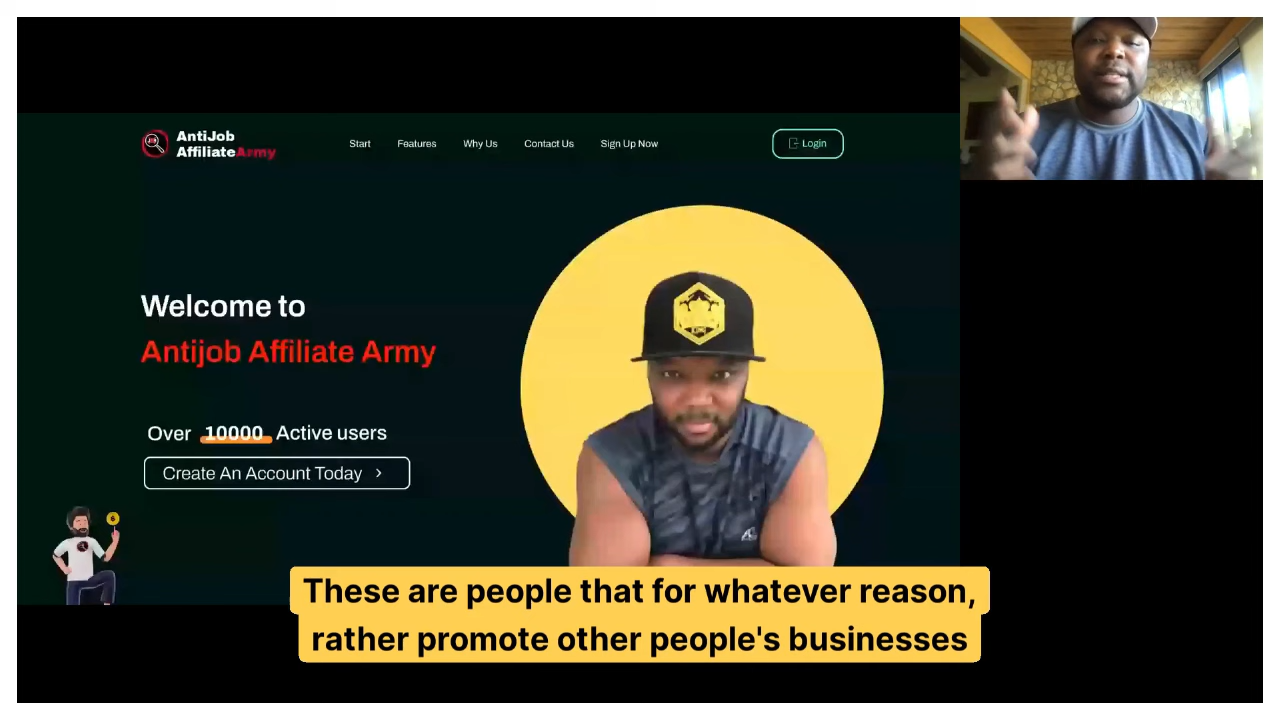 AntiJob
AffiliateArmy
Start Features Why Us Contact Us Sign Up Now Login
Welcome to
Antijob Affiliate Army
Over 10000 Active users
Create An Account Today
These are people that for whatever reason,
rather promote other people's businesses